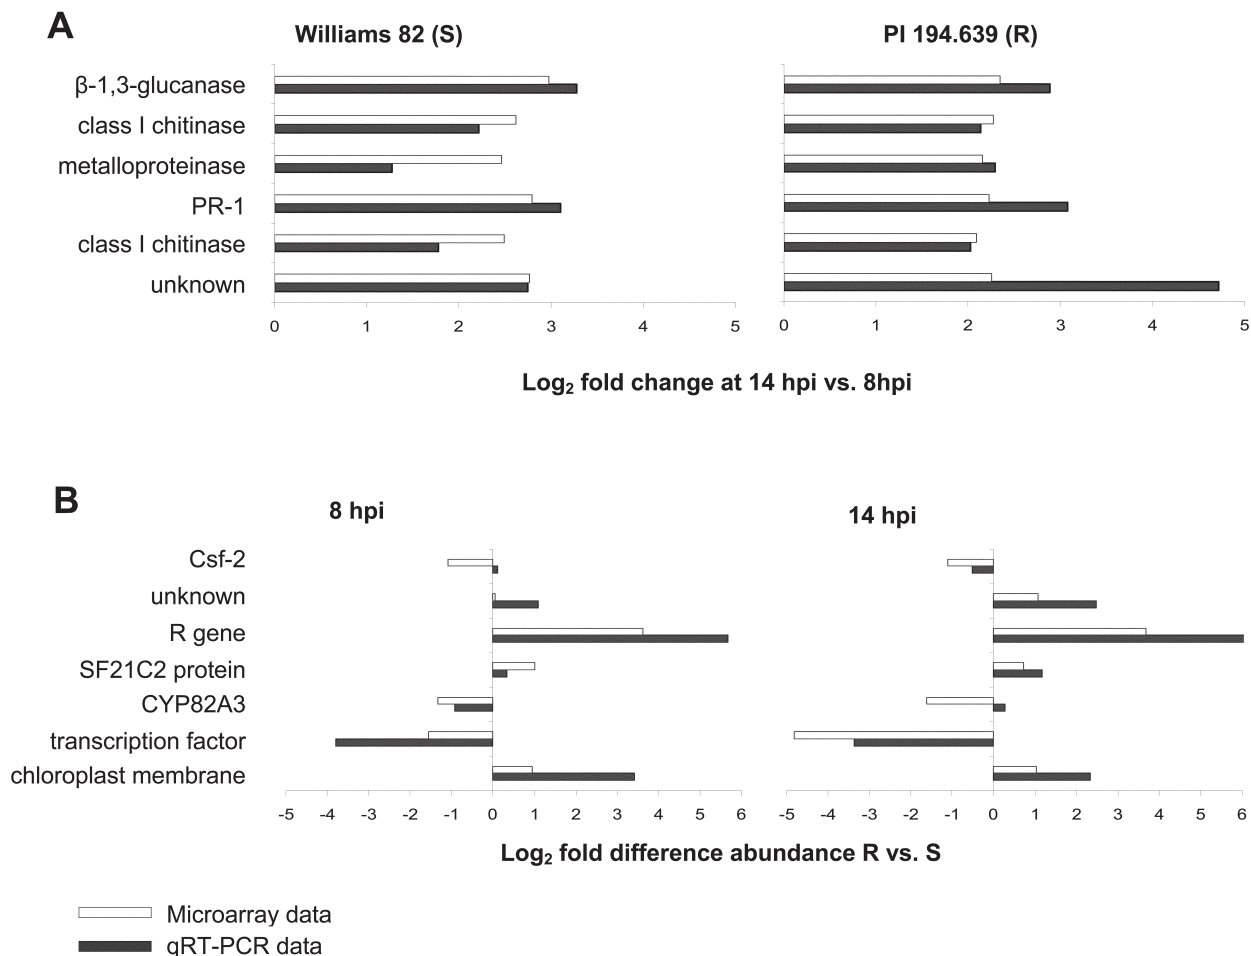 A
Williams 82 (S)
PI 194.639 (R)
β-1,3-glucanase
class I chitinase
metalloproteinase
PR-1
class I chitinase
unknown
0 1 2 3 4 5
0 1 2 3 4 5
Log₂ fold change at 14 hpi vs. 8hpi
B
8 hpi
14 hpi
Csf-2
unknown
R gene
SF21C2 protein
CYP82A3
transcription factor
chloroplast membrane
-5 -4 -3 -2 -1 0 1 2 3 4 5 6
-5 -4 -3 -2 -1 0 1 2 3 4 5 6
Log₂ fold difference abundance R vs. S
Microarray data
qRT-PCR data